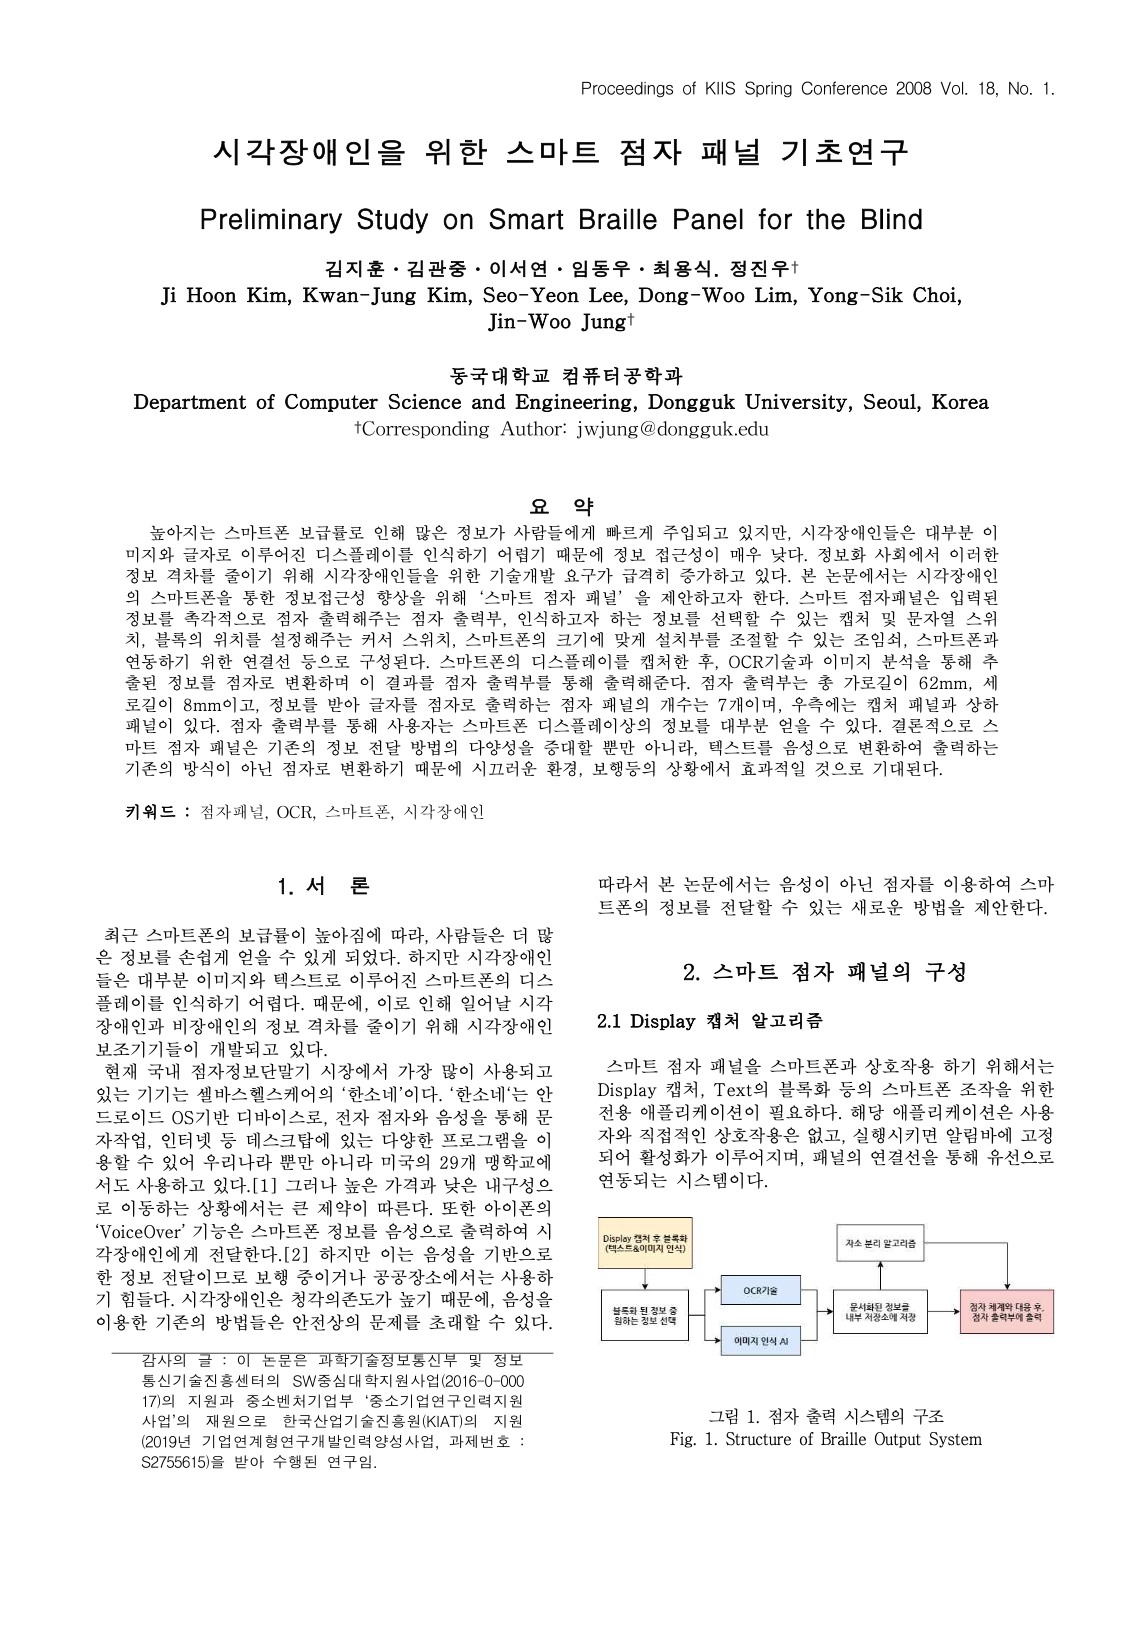 Proceedings of KIIS Spring Conference 2008 Vol. 18, No. 1.
시각장애인을 위한 스마트 점자 패널 기초연구
Preliminary Study on Smart Braille Panel for the Blind
김지훈 · 김관중 · 이서연 · 임동우 · 최용식. 정진우†
Ji Hoon Kim, Kwan-Jung Kim, Seo-Yeon Lee, Dong-Woo Lim, Yong-Sik Choi,
Jin-Woo Jung†
동국대학교 컴퓨터공학과
Department of Computer Science and Engineering, Dongguk University, Seoul, Korea
†Corresponding Author: jwjung@dongguk.edu
요 약
높아지는 스마트폰 보급률로 인해 많은 정보가 사람들에게 빠르게 주입되고 있지만, 시각장애인들은 대부분 이
미지와 글자로 이루어진 디스플레이를 인식하기 어렵기 때문에 정보 접근성이 매우 낮다. 정보화 사회에서 이러한
정보 격차를 줄이기 위해 시각장애인들을 위한 기술개발 요구가 급격히 증가하고 있다. 본 논문에서는 시각장애인
의 스마트폰을 통한 정보접근성 향상을 위해 ‘스마트 점자 패널’ 을 제안하고자 한다. 스마트 점자패널은 입력된
정보를 촉각적으로 점자 출력해주는 점자 출력부, 인식하고자 하는 정보를 선택할 수 있는 캡처 및 문자열 스위
치, 블록의 위치를 설정해주는 커서 스위치, 스마트폰의 크기에 맞게 설치부를 조절할 수 있는 조임쇠, 스마트폰과
연동하기 위한 연결선 등으로 구성된다. 스마트폰의 디스플레이를 캡처한 후, OCR기술과 이미지 분석을 통해 추
출된 정보를 점자로 변환하며 이 결과를 점자 출력부를 통해 출력해준다. 점자 출력부는 총 가로길이 62mm, 세
로길이 8mm이고, 정보를 받아 글자를 점자로 출력하는 점자 패널의 개수는 7개이며, 우측에는 캡처 패널과 상하
패널이 있다. 점자 출력부를 통해 사용자는 스마트폰 디스플레이상의 정보를 대부분 얻을 수 있다. 결론적으로 스
마트 점자 패널은 기존의 정보 전달 방법의 다양성을 증대할 뿐만 아니라, 텍스트를 음성으로 변환하여 출력하는
기존의 방식이 아닌 점자로 변환하기 때문에 시끄러운 환경, 보행등의 상황에서 효과적일 것으로 기대된다.
키워드 : 점자패널, OCR, 스마트폰, 시각장애인
1. 서 론
최근 스마트폰의 보급률이 높아짐에 따라, 사람들은 더 많
은 정보를 손쉽게 얻을 수 있게 되었다. 하지만 시각장애인
들은 대부분 이미지와 텍스트로 이루어진 스마트폰의 디스
플레이를 인식하기 어렵다. 때문에, 이로 인해 일어날 시각
장애인과 비장애인의 정보 격차를 줄이기 위해 시각장애인
보조기기들이 개발되고 있다.
현재 국내 점자정보단말기 시장에서 가장 많이 사용되고
있는 기기는 셀바스헬스케어의 ‘한소네’이다. ‘한소네‘는 안
드로이드 OS기반 디바이스로, 전자 점자와 음성을 통해 문
자작업, 인터넷 등 데스크탑에 있는 다양한 프로그램을 이
용할 수 있어 우리나라 뿐만 아니라 미국의 29개 맹학교에
서도 사용하고 있다.[1] 그러나 높은 가격과 낮은 내구성으
로 이동하는 상황에서는 큰 제약이 따른다. 또한 아이폰의
‘VoiceOver’ 기능은 스마트폰 정보를 음성으로 출력하여 시
각장애인에게 전달한다.[2] 하지만 이는 음성을 기반으로
한 정보 전달이므로 보행 중이거나 공공장소에서는 사용하
기 힘들다. 시각장애인은 청각의존도가 높기 때문에, 음성을
이용한 기존의 방법들은 안전상의 문제를 초래할 수 있다.
감사의 글 : 이 논문은 과학기술정보통신부 및 정보
통신기술진흥센터의 SW중심대학지원사업(2016-0-000
17)의 지원과 중소벤처기업부 ‘중소기업연구인력지원
사업’의 재원으로 한국산업기술진흥원(KIAT)의 지원
(2019년 기업연계형연구개발인력양성사업, 과제번호 :
S2755615)을 받아 수행된 연구임.
따라서 본 논문에서는 음성이 아닌 점자를 이용하여 스마
트폰의 정보를 전달할 수 있는 새로운 방법을 제안한다.
2. 스마트 점자 패널의 구성
2.1 Display 캡처 알고리즘
스마트 점자 패널을 스마트폰과 상호작용 하기 위해서는
Display 캡처, Text의 블록화 등의 스마트폰 조작을 위한
전용 애플리케이션이 필요하다. 해당 애플리케이션은 사용
자와 직접적인 상호작용은 없고, 실행시키면 알림바에 고정
되어 활성화가 이루어지며, 패널의 연결선을 통해 유선으로
연동되는 시스템이다.
Display 캡처 후 블록화
(텍스트&이미지 인식)
블록화 된 정보 중
원하는 정보 선택
OCR기술
이미지 인식 AI
자소 분리 알고리즘
문서화된 정보를
내부 저장소에 저장
점자 체계와 대응 후,
점자 출력부에 출력
그림 1. 점자 출력 시스템의 구조
Fig. 1. Structure of Braille Output System